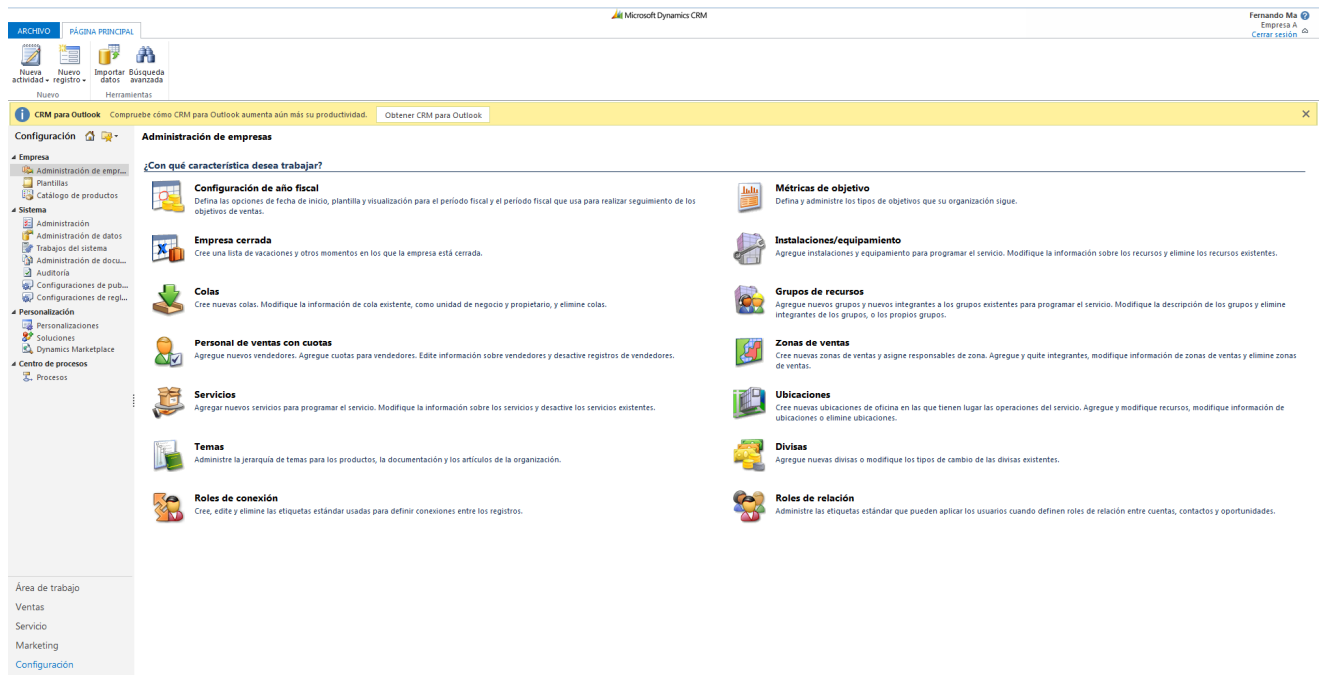 Microsoft Dynamics CRM
Fernando Ma
Empresa A
Cerrar sesión
ARCHIVO
PÁGINA PRINCIPAL
Nueva actividad
Nuevo registro
Importar datos
Búsqueda avanzada
Nuevo
Herramientas
CRM para Outlook Compruebe cómo CRM para Outlook aumenta aún más su productividad. Obtener CRM para Outlook
Configuración
Empresa
Administración de empr...
Plantillas
Catálogo de productos
Sistema
Administración
Administración de datos
Trabajos del sistema
Administración de docu...
Auditoría
Configuraciones de pub...
Configuraciones de regl...
Personalización
Personalizaciones
Soluciones
Dynamics Marketplace
Centro de procesos
Procesos
Área de trabajo
Ventas
Servicio
Marketing
Configuración
Administración de empresas
¿Con qué característica desea trabajar?
Configuración de año fiscal
Defina las opciones de fecha de inicio, plantilla y visualización para el período fiscal y el período fiscal que usa para realizar seguimiento de los
objetivos de ventas.
Métricas de objetivo
Defina y administre los tipos de objetivos que su organización sigue.
Empresa cerrada
Cree una lista de vacaciones y otros momentos en los que la empresa está cerrada.
Instalaciones/equipamiento
Agregue instalaciones y equipamiento para programar el servicio. Modifique la información sobre los recursos y elimine los recursos existentes.
Colas
Cree nuevas colas. Modifique la información de cola existente, como unidad de negocio y propietario, y elimine colas.
Grupos de recursos
Agregue nuevos grupos y nuevos integrantes a los grupos existentes para programar el servicio. Modifique la descripción de los grupos y elimine
integrantes de los grupos, o los propios grupos.
Personal de ventas con cuotas
Agregue nuevos vendedores. Agregue cuotas para vendedores. Edite información sobre vendedores y desactive registros de vendedores.
Zonas de ventas
Cree nuevas zonas de ventas y asigne responsables de zona. Agregue y quite integrantes, modifique información de zonas de ventas y elimine zonas
de ventas.
Servicios
Agregar nuevos servicios para programar el servicio. Modifique la información sobre los servicios y desactive los servicios existentes.
Ubicaciones
Cree nuevas ubicaciones de oficina en las que tienen lugar las operaciones del servicio. Agregue y modifique recursos, modifique información de
ubicaciones o elimine ubicaciones.
Temas
Administre la jerarquía de temas para los productos, la documentación y los artículos de la organización.
Divisas
Agregue nuevas divisas o modifique los tipos de cambio de las divisas existentes.
Roles de conexión
Cree, edite y elimine las etiquetas estándar usadas para definir conexiones entre los registros.
Roles de relación
Administre las etiquetas estándar que pueden aplicar los usuarios cuando definen roles de relación entre cuentas, contactos y oportunidades.